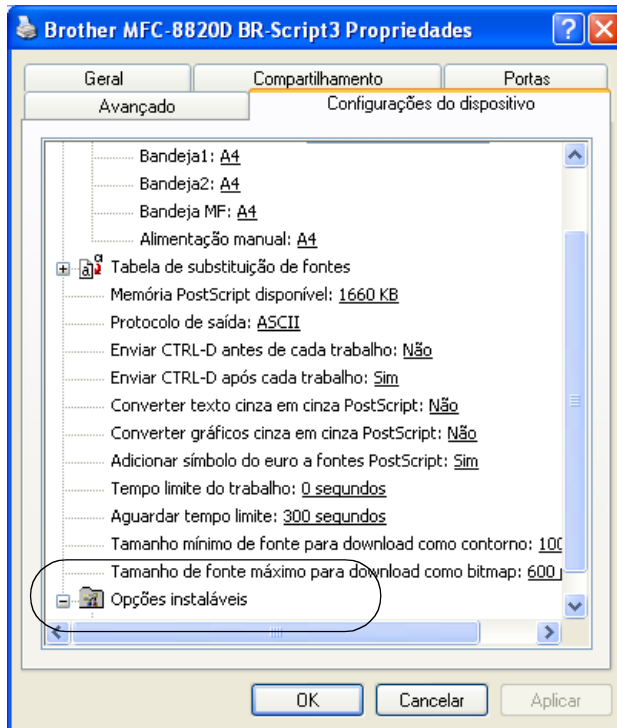 Brother MFC-8820D BR-Script3 Propriedades
Geral Compartilhamento Portas
Avançado Configurações do dispositivo
Bandeja1: A4
Bandeja2: A4
Bandeja MF: A4
Alimentação manual: A4
Tabela de substituição de fontes
Memória PostScript disponível: 1660 KB
Protocolo de saída: ASCII
Enviar CTRL-D antes de cada trabalho: Não
Enviar CTRL-D após cada trabalho: Sim
Converter texto cinza em cinza PostScript: Não
Converter gráficos cinza em cinza PostScript: Não
Adicionar símbolo do euro a fontes PostScript: Sim
Tempo limite do trabalho: 0 segundos
Aguardar tempo limite: 300 segundos
Tamanho mínimo de fonte para download como contorno: 100
Tamanho de fonte máximo para download como bitmap: 600
Opções instaláveis
OK Cancelar Aplicar